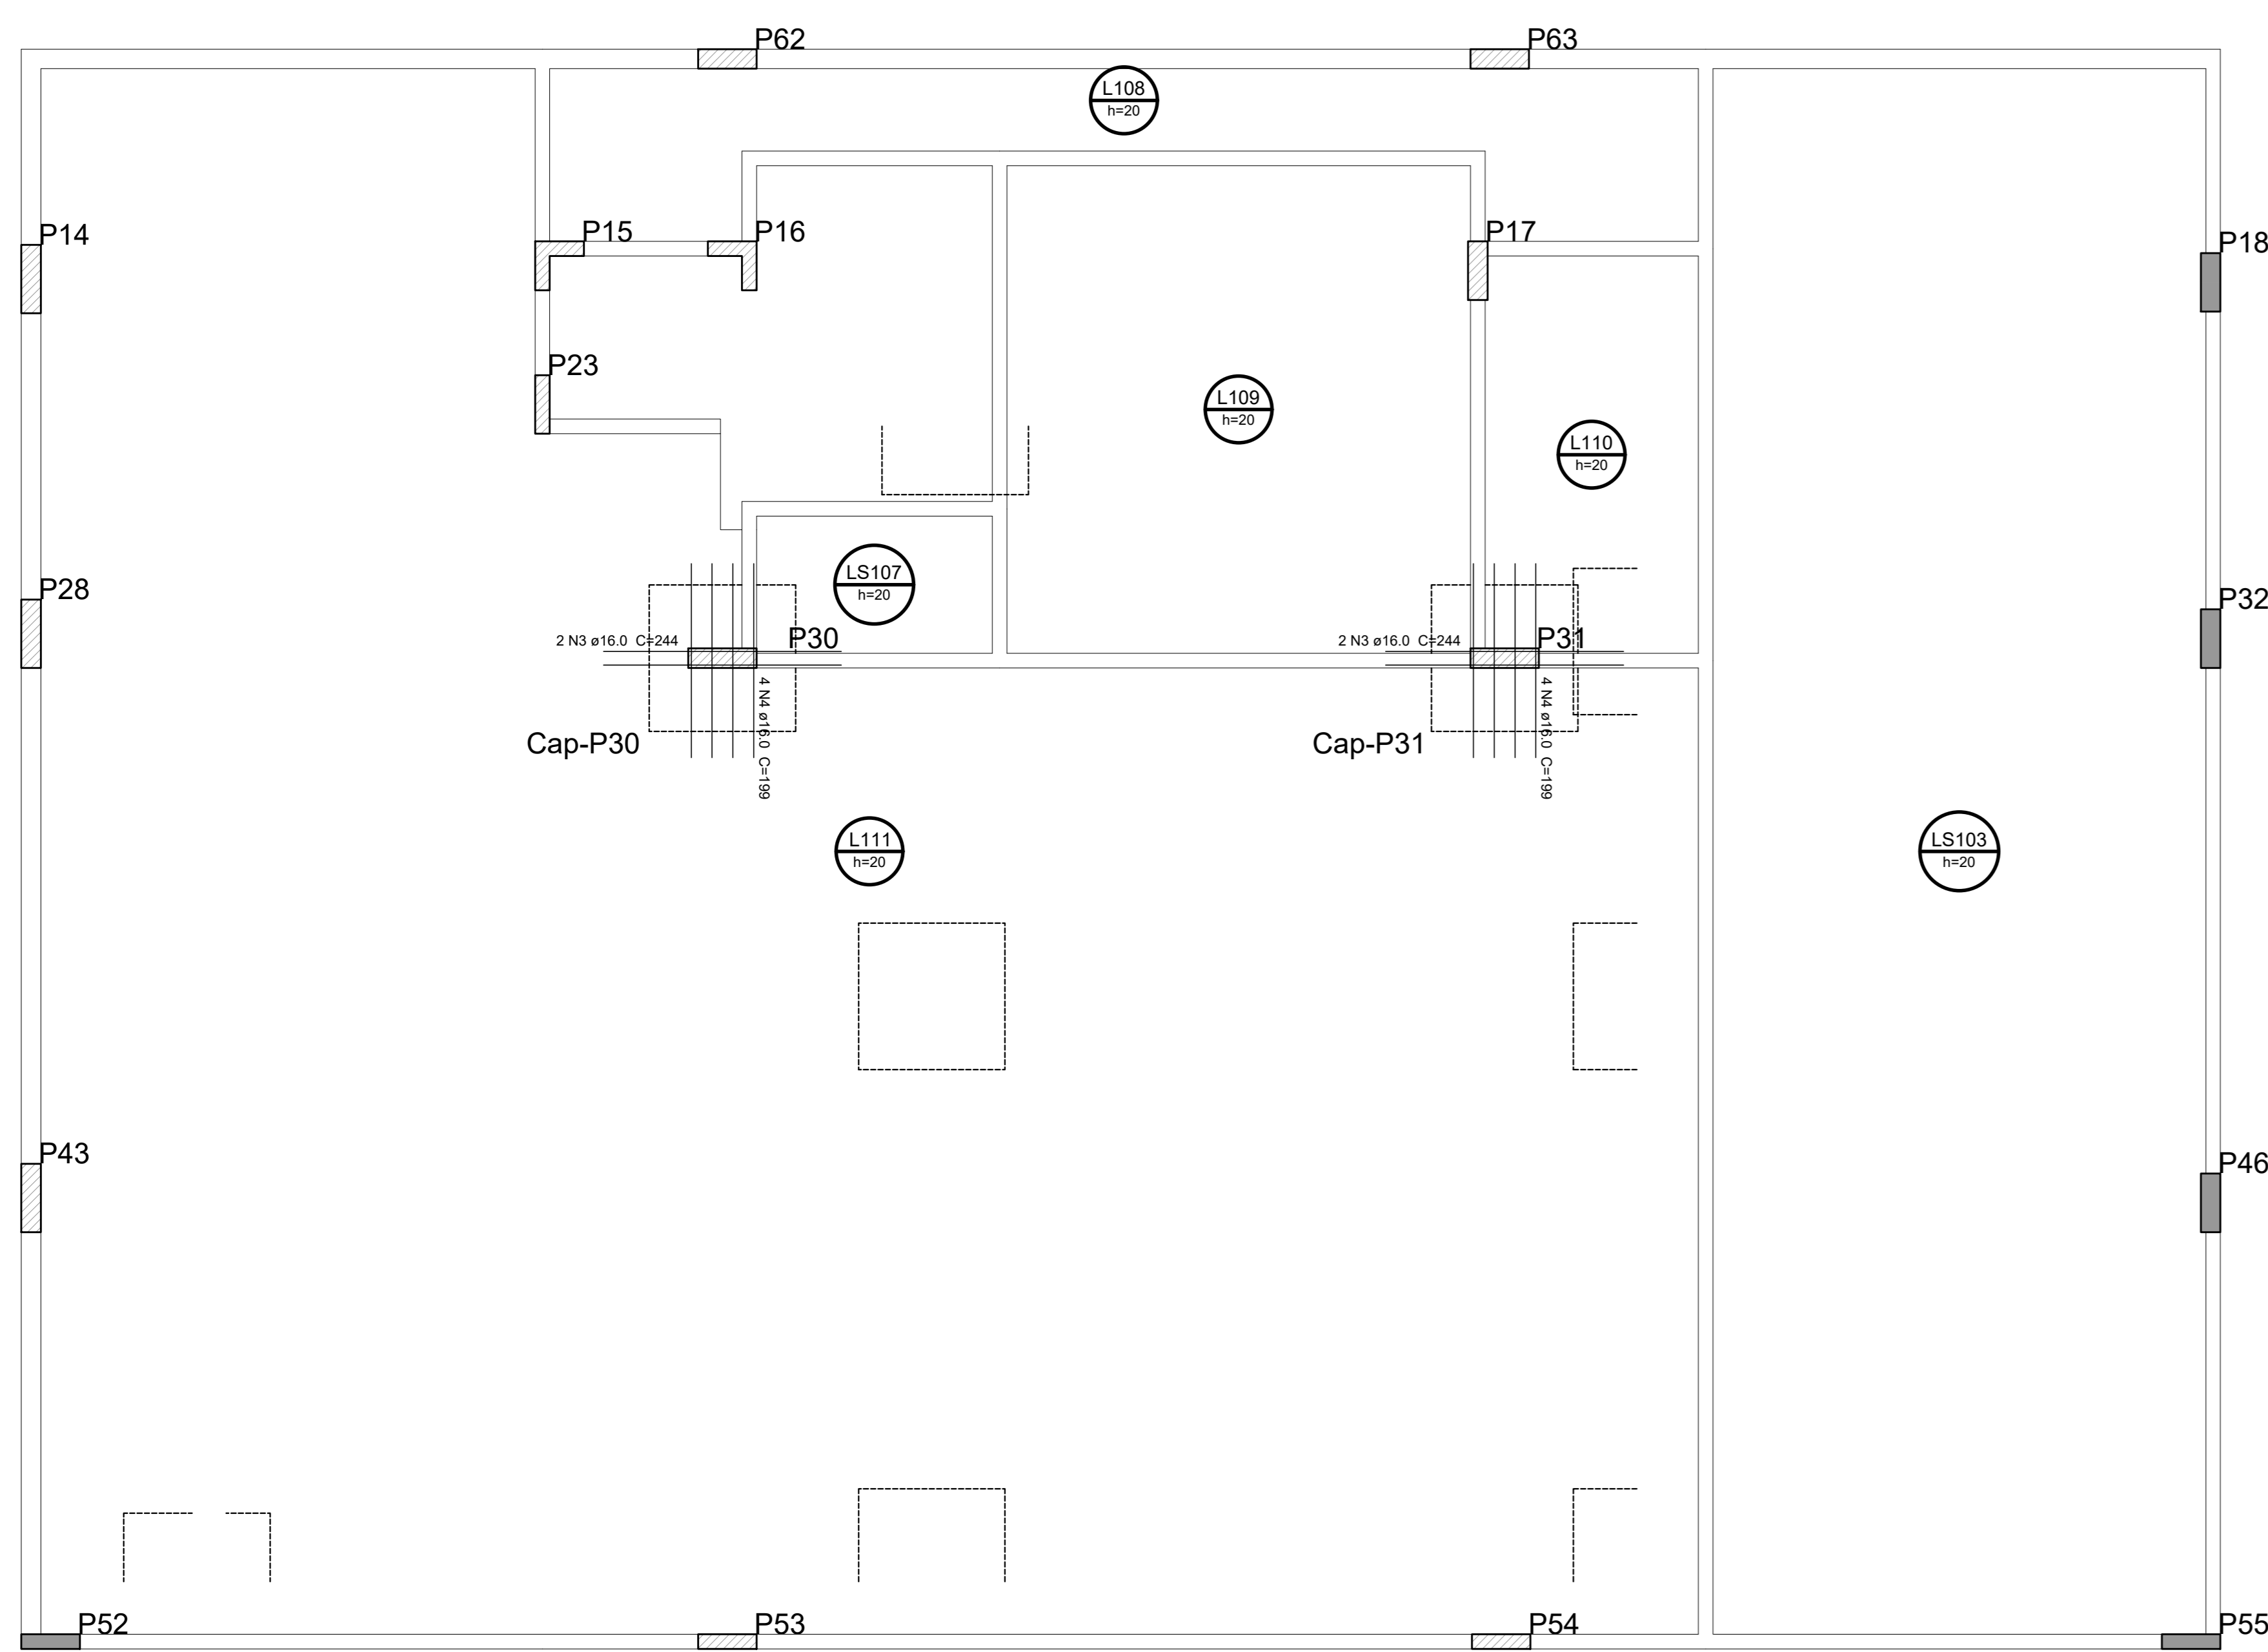 P62
P63
L108
h=20
P14
P15
P16
P17
P18
P23
L109
h=20
L110
h=20
P28
LS107
h=20
P32
2 N3 ø16.0 C=244
P30
2 N3 ø16.0 C=244
P31
4 N4 ø16.0 C=199
4 N4 ø16.0 C=199
Cap-P30
Cap-P31
L111
h=20
LS103
h=20
P43
P46
P52
P53
P54
P55